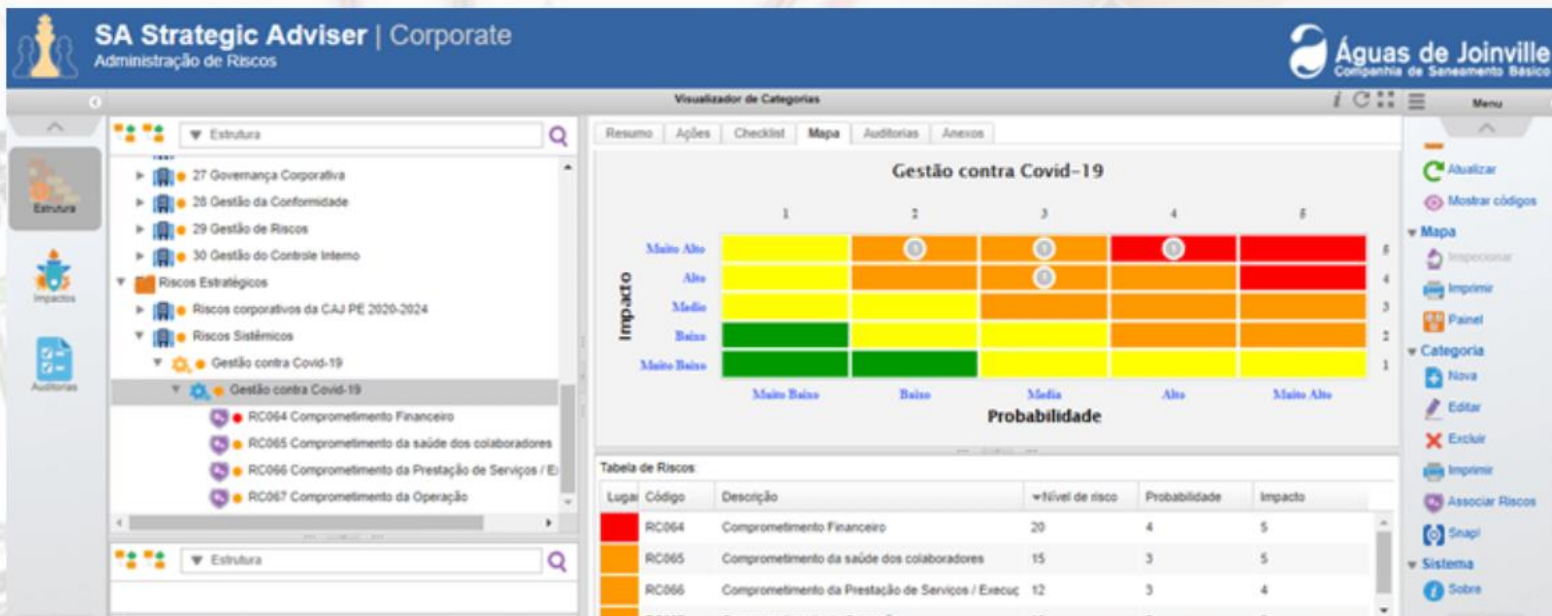 SA Strategic Adviser | Corporate
Administração de Riscos
Águas de Joinville
Companhia de Saneamento Básico
Visualizador de Categorias
Menu
Estrutura
Impactos
Auditorias
Estrutura
27 Governança Corporativa
28 Gestão da Conformidade
29 Gestão de Riscos
30 Gestão do Controle Interno
Riscos Estratégicos
Riscos corporativos da CAJ PE 2020-2024
Riscos Sistêmicos
Gestão contra Covid-19
Gestão contra Covid-19
RC064 Comprometimento Financeiro
RC065 Comprometimento da saúde dos colaboradores
RC066 Comprometimento da Prestação de Serviços / E
RC067 Comprometimento da Operação
Estrutura
Resumo Ações Checklist Mapa Auditorias Anexos
Gestão contra Covid-19
1 2 3 4 5
Impacto
Muito Alto 1 1 1 5
Alto 1 4
Medio 3
Baixo 2
Muito Baixo 1
Muito Baixo Baixo Media Alto Muito Alto
Probabilidade
Tabela de Riscos:
Lugar Código Descrição Nível de risco Probabilidade Impacto
RC064 Comprometimento Financeiro 20 4 5
RC065 Comprometimento da saúde dos colaboradores 15 3 5
RC066 Comprometimento da Prestação de Serviços / Execuç 12 3 4
Atualizar
Mostrar códigos
Mapa
Inspecionar
Imprimir
Painel
Categoria
Nova
Editar
Excluir
Imprimir
Associar Riscos
Snap!
Sistema
Sobre